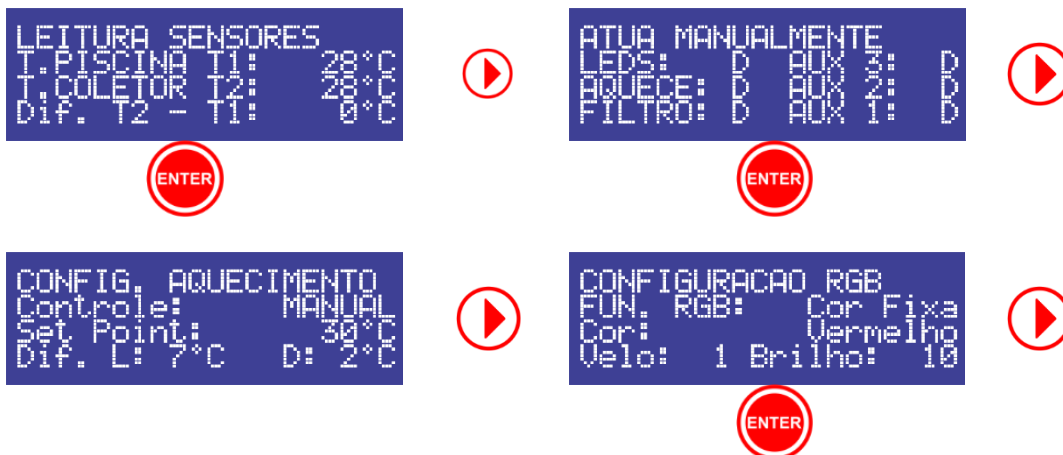 LEITURA SENSORES
T.PISCINA T1: 28°C
T.COLETOR T2: 28°C
Dif. T2 - T1: 0°C
ENTER
ATUA MANUALMENTE
LEDS: D AUX 3: D
AQUECE: D AUX 2: D
FILTRO: D AUX 1: D
ENTER
CONFIG. AQUECIMENTO
Controle: MANUAL
Set Point: 30°C
Dif. L: 7°C D: 2°C
CONFIGURACAO RGB
FUN. RGB: Cor Fixa
Cor: Vermelho
Velo: 1 Brilho: 10
ENTER